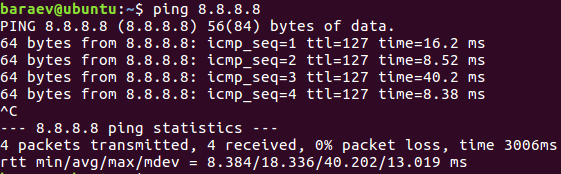 baraev@ubuntu:~$ ping 8.8.8.8
PING 8.8.8.8 (8.8.8.8) 56(84) bytes of data.
64 bytes from 8.8.8.8: icmp_seq=1 ttl=127 time=16.2 ms
64 bytes from 8.8.8.8: icmp_seq=2 ttl=127 time=8.52 ms
64 bytes from 8.8.8.8: icmp_seq=3 ttl=127 time=40.2 ms
64 bytes from 8.8.8.8: icmp_seq=4 ttl=127 time=8.38 ms
^C
--- 8.8.8.8 ping statistics ---
4 packets transmitted, 4 received, 0% packet loss, time 3006ms
rtt min/avg/max/mdev = 8.384/18.336/40.202/13.019 ms